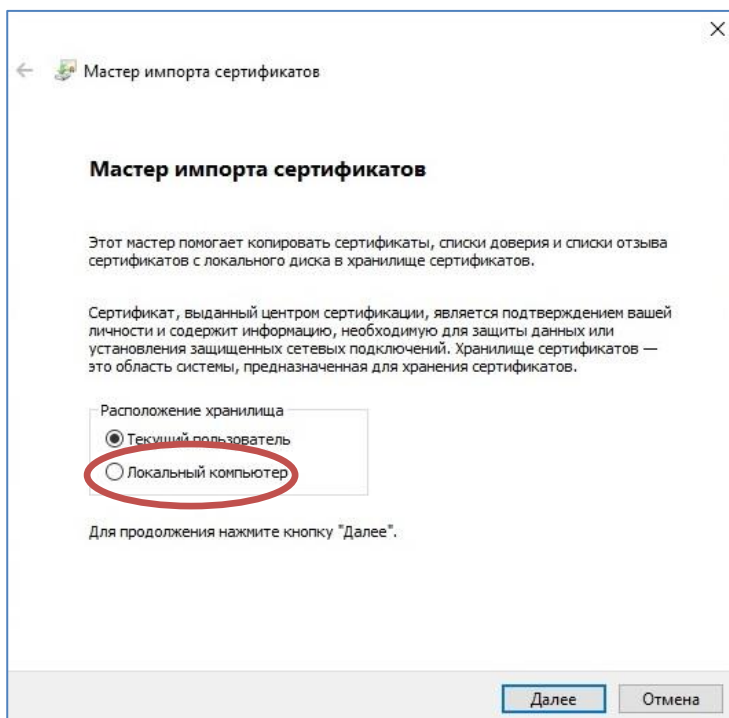 Мастер импорта сертификатов
Мастер импорта сертификатов
Этот мастер помогает копировать сертификаты, списки доверия и списки отзыва
сертификатов с локального диска в хранилище сертификатов.
Сертификат, выданный центром сертификации, является подтверждением вашей
личности и содержит информацию, необходимую для защиты данных или
установления защищенных сетевых подключений. Хранилище сертификатов —
это область системы, предназначенная для хранения сертификатов.
Расположение хранилища
Текущий пользователь
Локальный компьютер
Для продолжения нажмите кнопку "Далее".
Далее Отмена